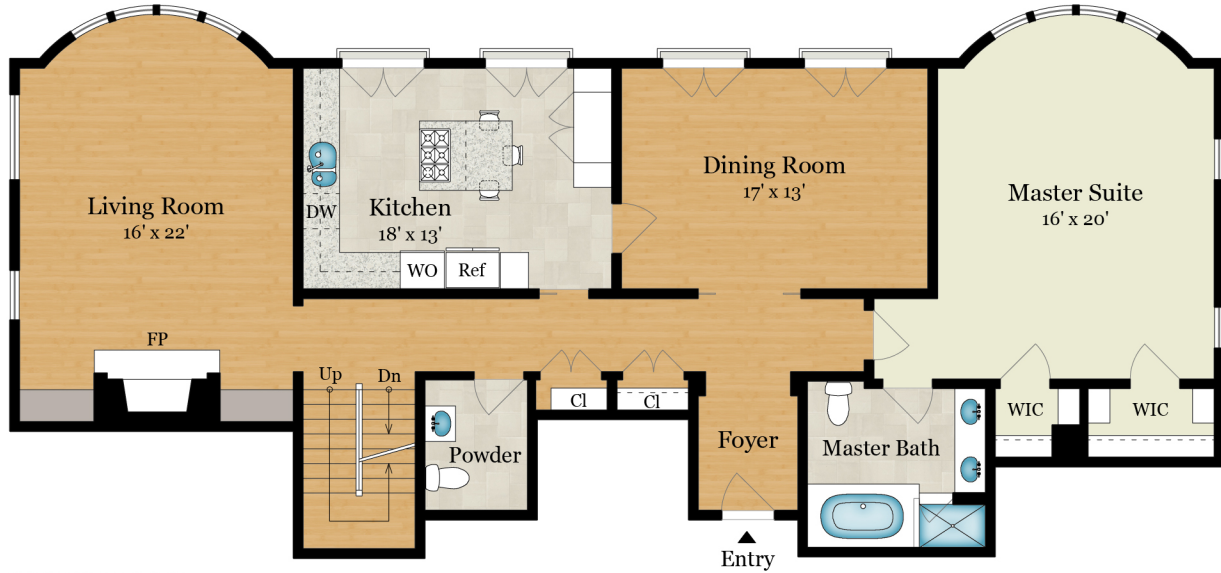 Living Room
16' x 22'
FP
DW
Kitchen
18' x 13'
WO
Ref
Dining Room
17' x 13'
Master Suite
16' x 20'
Up
Dn
Powder
Cl
Cl
Foyer
Entry
Master Bath
WIC
WIC